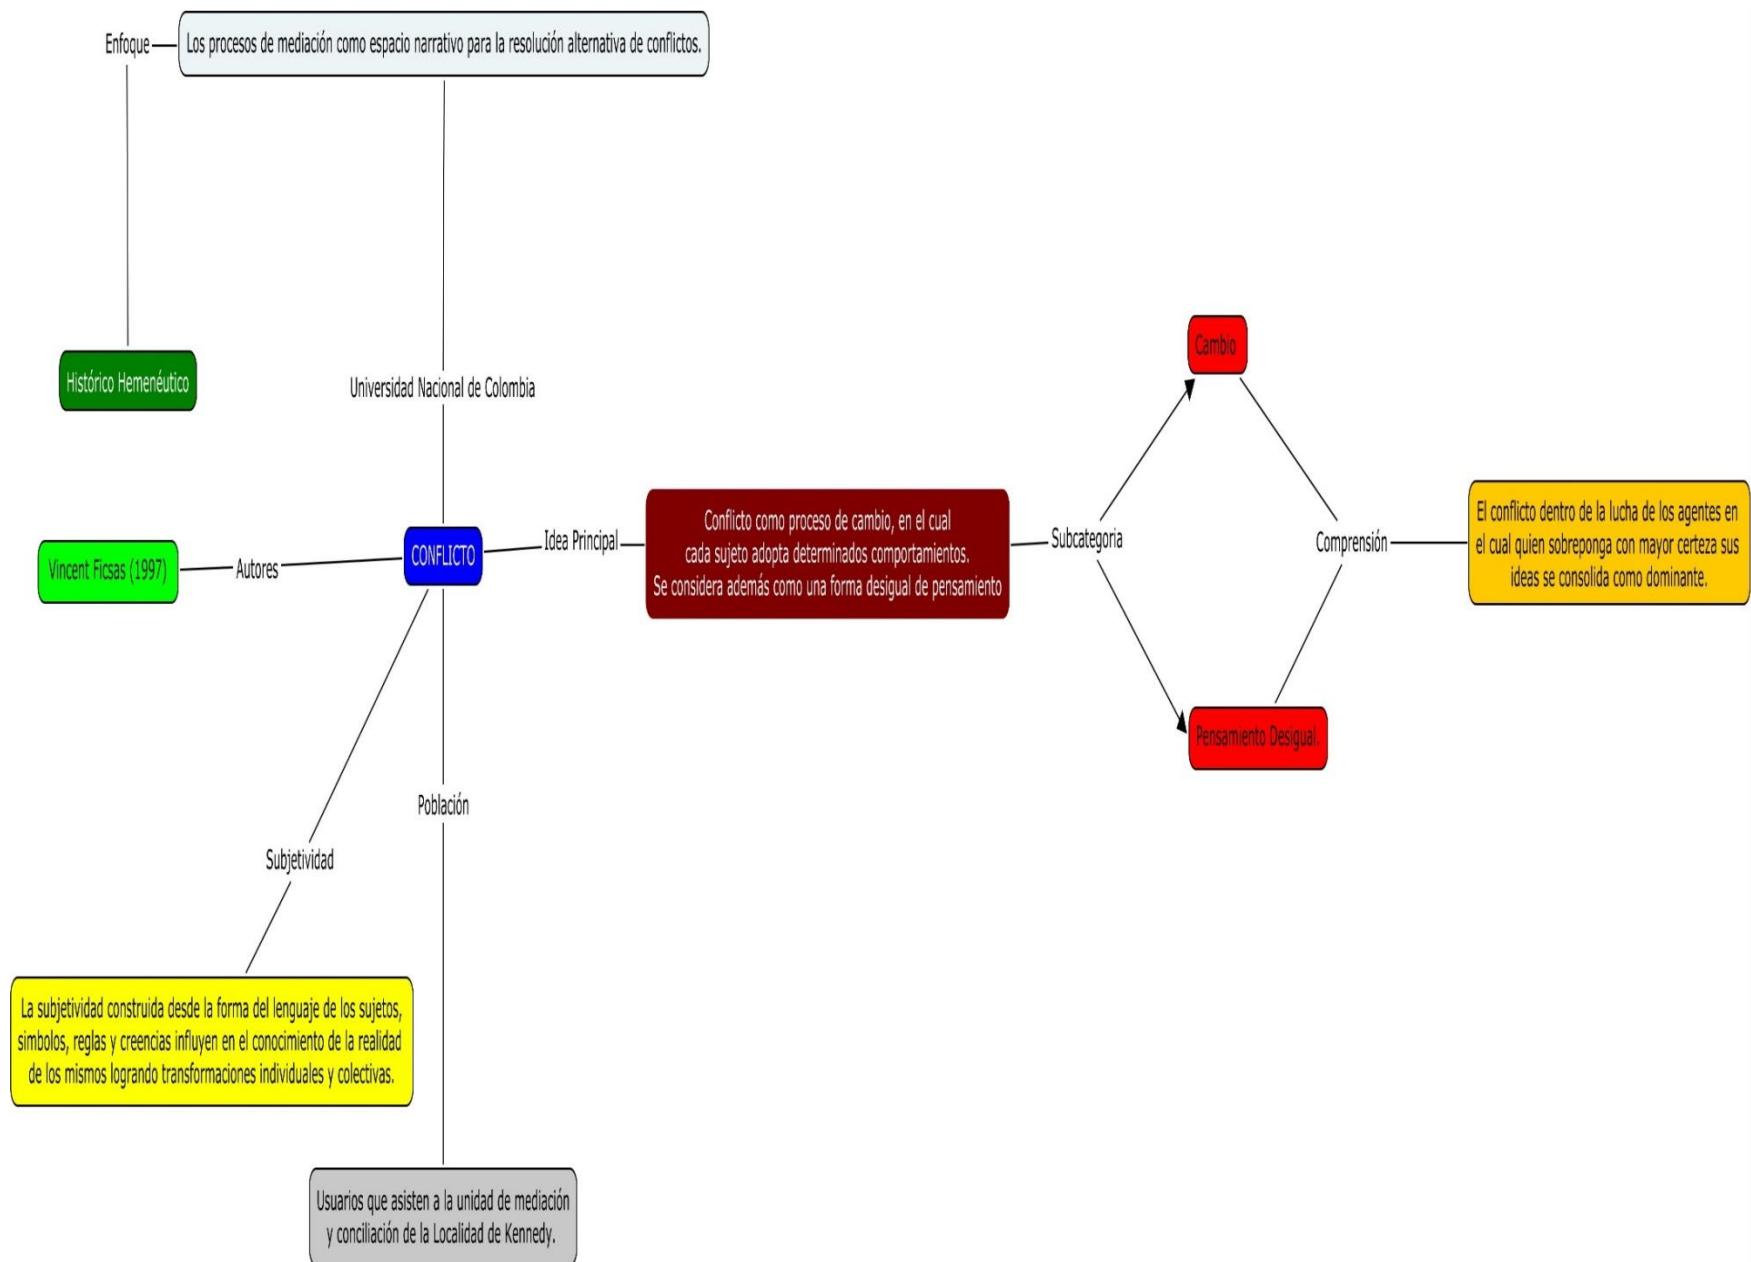 Enfoque
Los procesos de mediación como espacio narrativo para la resolución alternativa de conflictos.
Histórico Hemenéutico
Universidad Nacional de Colombia
Vincent Ficsas (1997)
Autores
CONFLICTO
Idea Principal
Conflicto como proceso de cambio, en el cual
cada sujeto adopta determinados comportamientos.
Se considera además como una forma desigual de pensamiento
Subcategoria
Cambio
Pensamiento Desigual.
Comprensión
El conflicto dentro de la lucha de los agentes en
el cual quien sobreponga con mayor certeza sus
ideas se consolida como dominante.
Población
Subjetividad
La subjetividad construida desde la forma del lenguaje de los sujetos,
simbolos, reglas y creencias influyen en el conocimiento de la realidad
de los mismos logrando transformaciones individuales y colectivas.
Usuarios que asisten a la unidad de mediación
y conciliación de la Localidad de Kennedy.